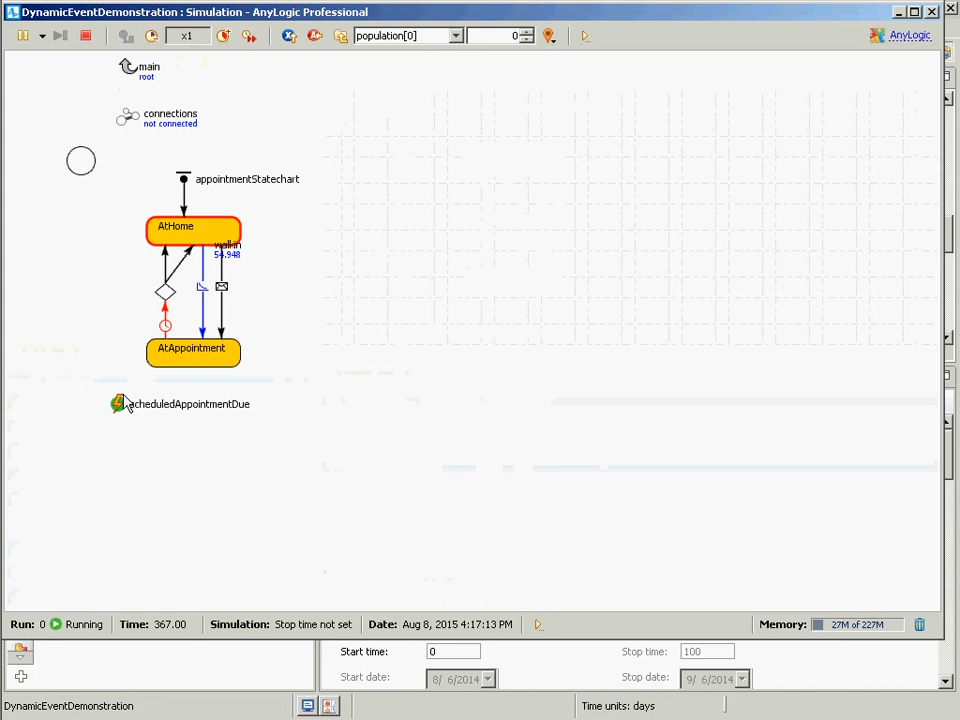 DynamicEventDemonstration : Simulation - AnyLogic Professional
x1
population[0]
0
AnyLogic
main
root
connections
not connected
appointmentStatechart
AtHome
walkin
54.948
AtAppointment
cheduledAppointmentDue
Run: 0 Running
Time: 367.00
Simulation: Stop time not set
Date: Aug 8, 2015 4:17:13 PM
Memory: 27M of 227M
Start time: 0
Stop time: 100
Start date: 8/ 6/2014
Stop date: 9/ 6/2014
DynamicEventDemonstration
Time units: days